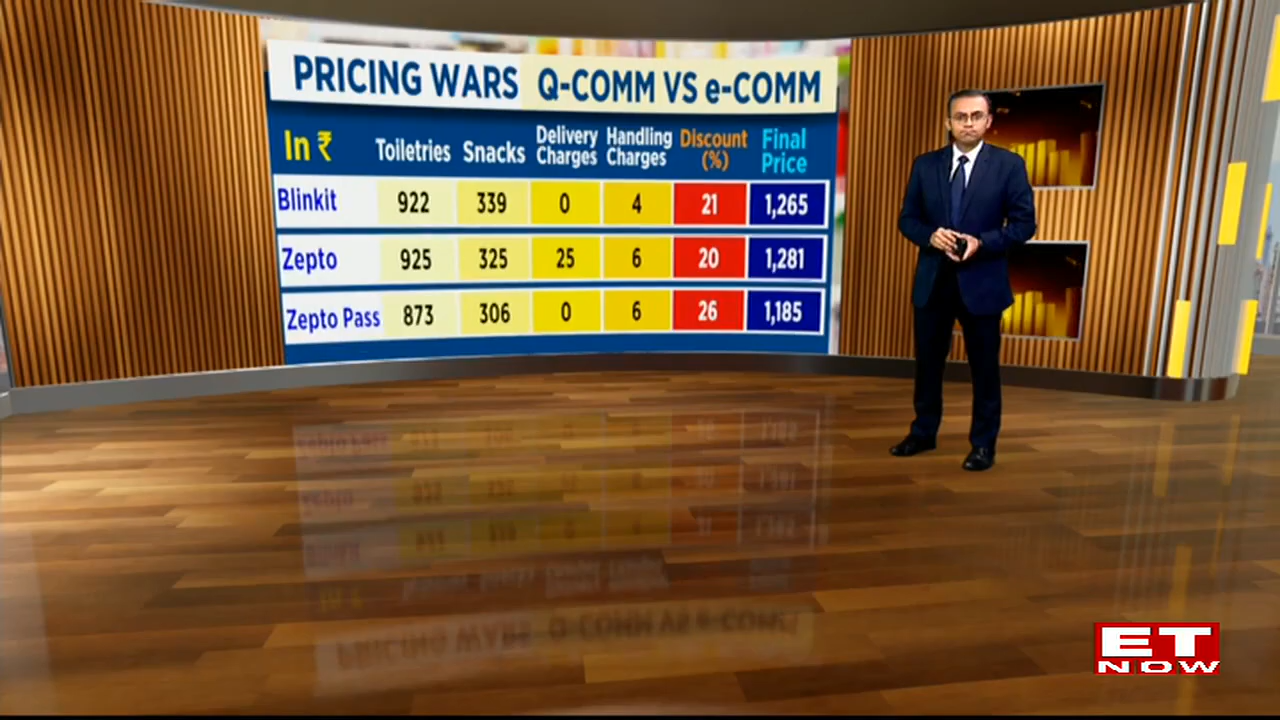 PRICING WARS Q-COMM VS e-COMM
In ₹ Toiletries Snacks Delivery Charges Handling Charges Discount (%) Final Price
Blinkit 922 339 0 4 21 1,265
Zepto 925 325 25 6 20 1,281
Zepto Pass 873 306 0 6 26 1,185
ET
NOW